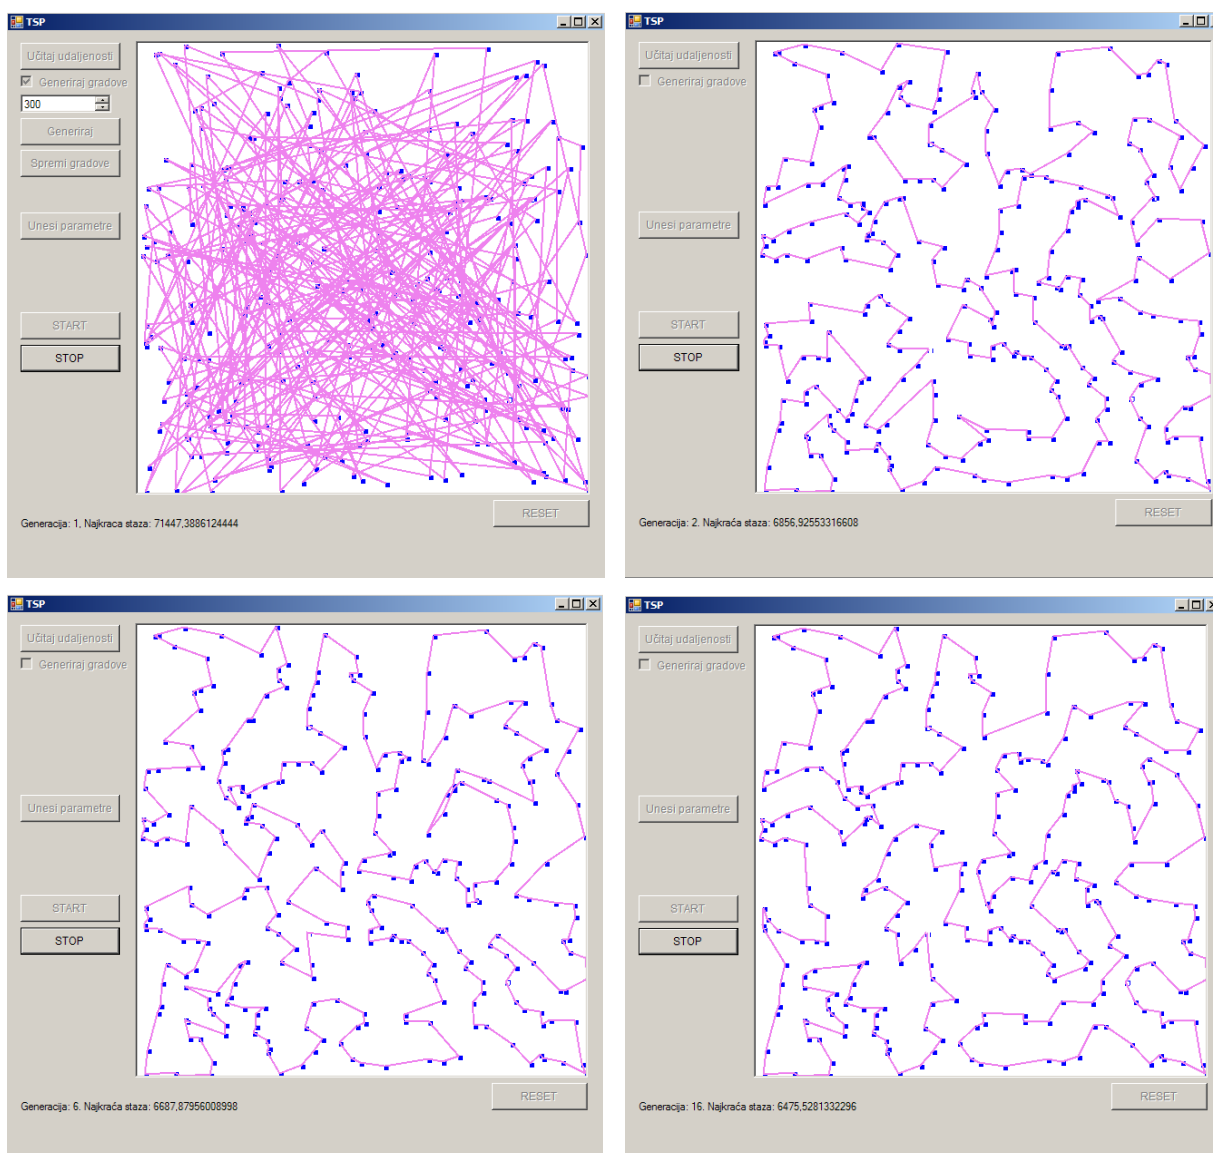 TSP
Učitaj udaljenosti
Generiraj gradove
300
Generiraj
Spremi gradove
Unesi parametre
START
STOP
RESET
Generacija: 1, Najkraca staza: 71447,3886124444
TSP
Učitaj udaljenosti
Generiraj gradove
Unesi parametre
START
STOP
RESET
Generacija: 2. Najkraća staza: 6856,92553316608
TSP
Učitaj udaljenosti
Generiraj gradove
Unesi parametre
START
STOP
RESET
Generacija: 6. Najkraća staza: 6687,87956008998
TSP
Učitaj udaljenosti
Generiraj gradove
Unesi parametre
START
STOP
RESET
Generacija: 16. Najkraća staza: 6475,5281332296